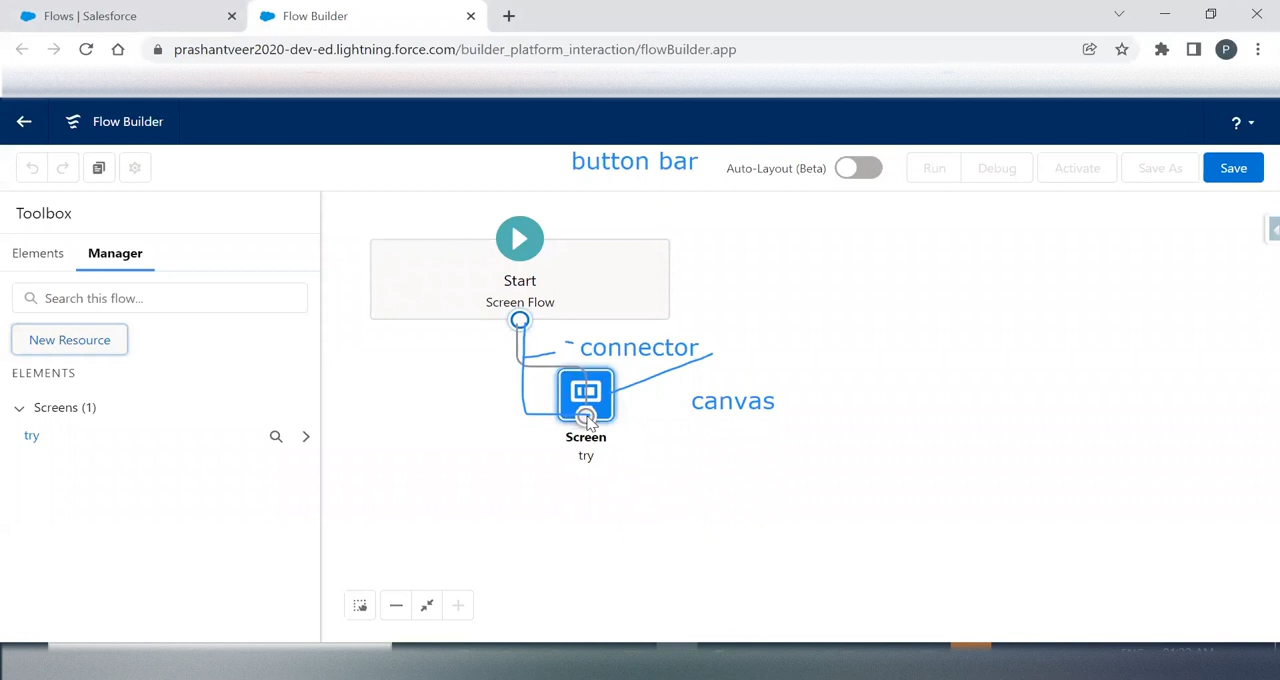 Flows | Salesforce
Flow Builder
prashantveer2020-dev-ed.lightning.force.com/builder_platform_interaction/flowBuilder.app
P
Flow Builder
?
button bar
Auto-Layout (Beta)
Run
Debug
Activate
Save As
Save
Toolbox
Elements
Manager
Search this flow...
New Resource
ELEMENTS
Screens (1)
try
Start
Screen Flow
connector
canvas
Screen
try